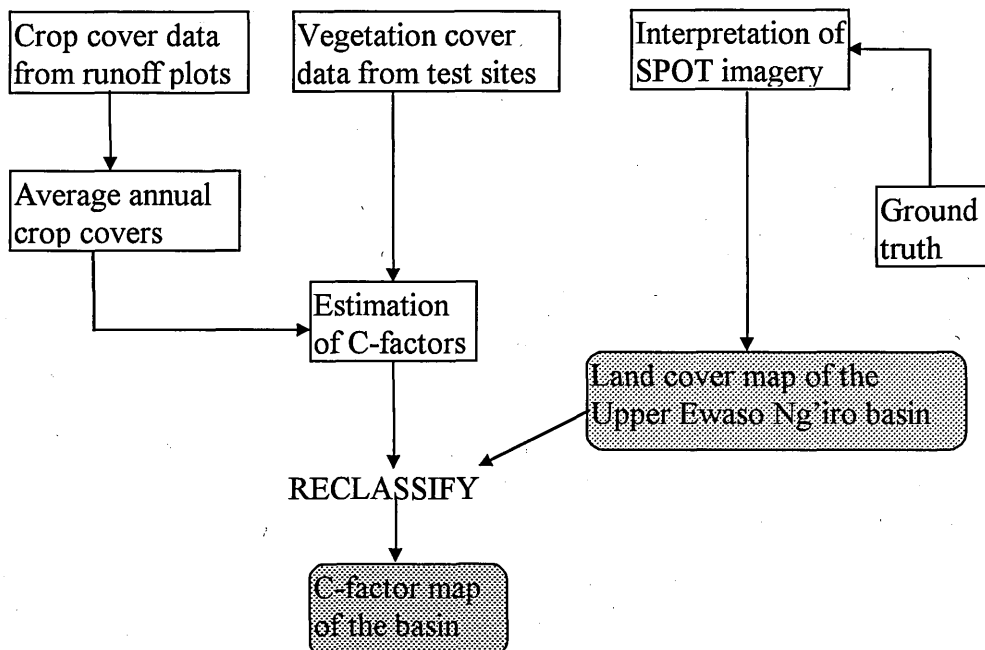 Crop cover data
from runoff plots
Vegetation cover
data from test sites
Interpretation of
SPOT imagery
Average annual
crop covers
Ground
truth
Estimation
of C-factors
Land cover map of the
Upper Ewaso Ng'iro basin
RECLASSIFY
C-factor map
of the basin